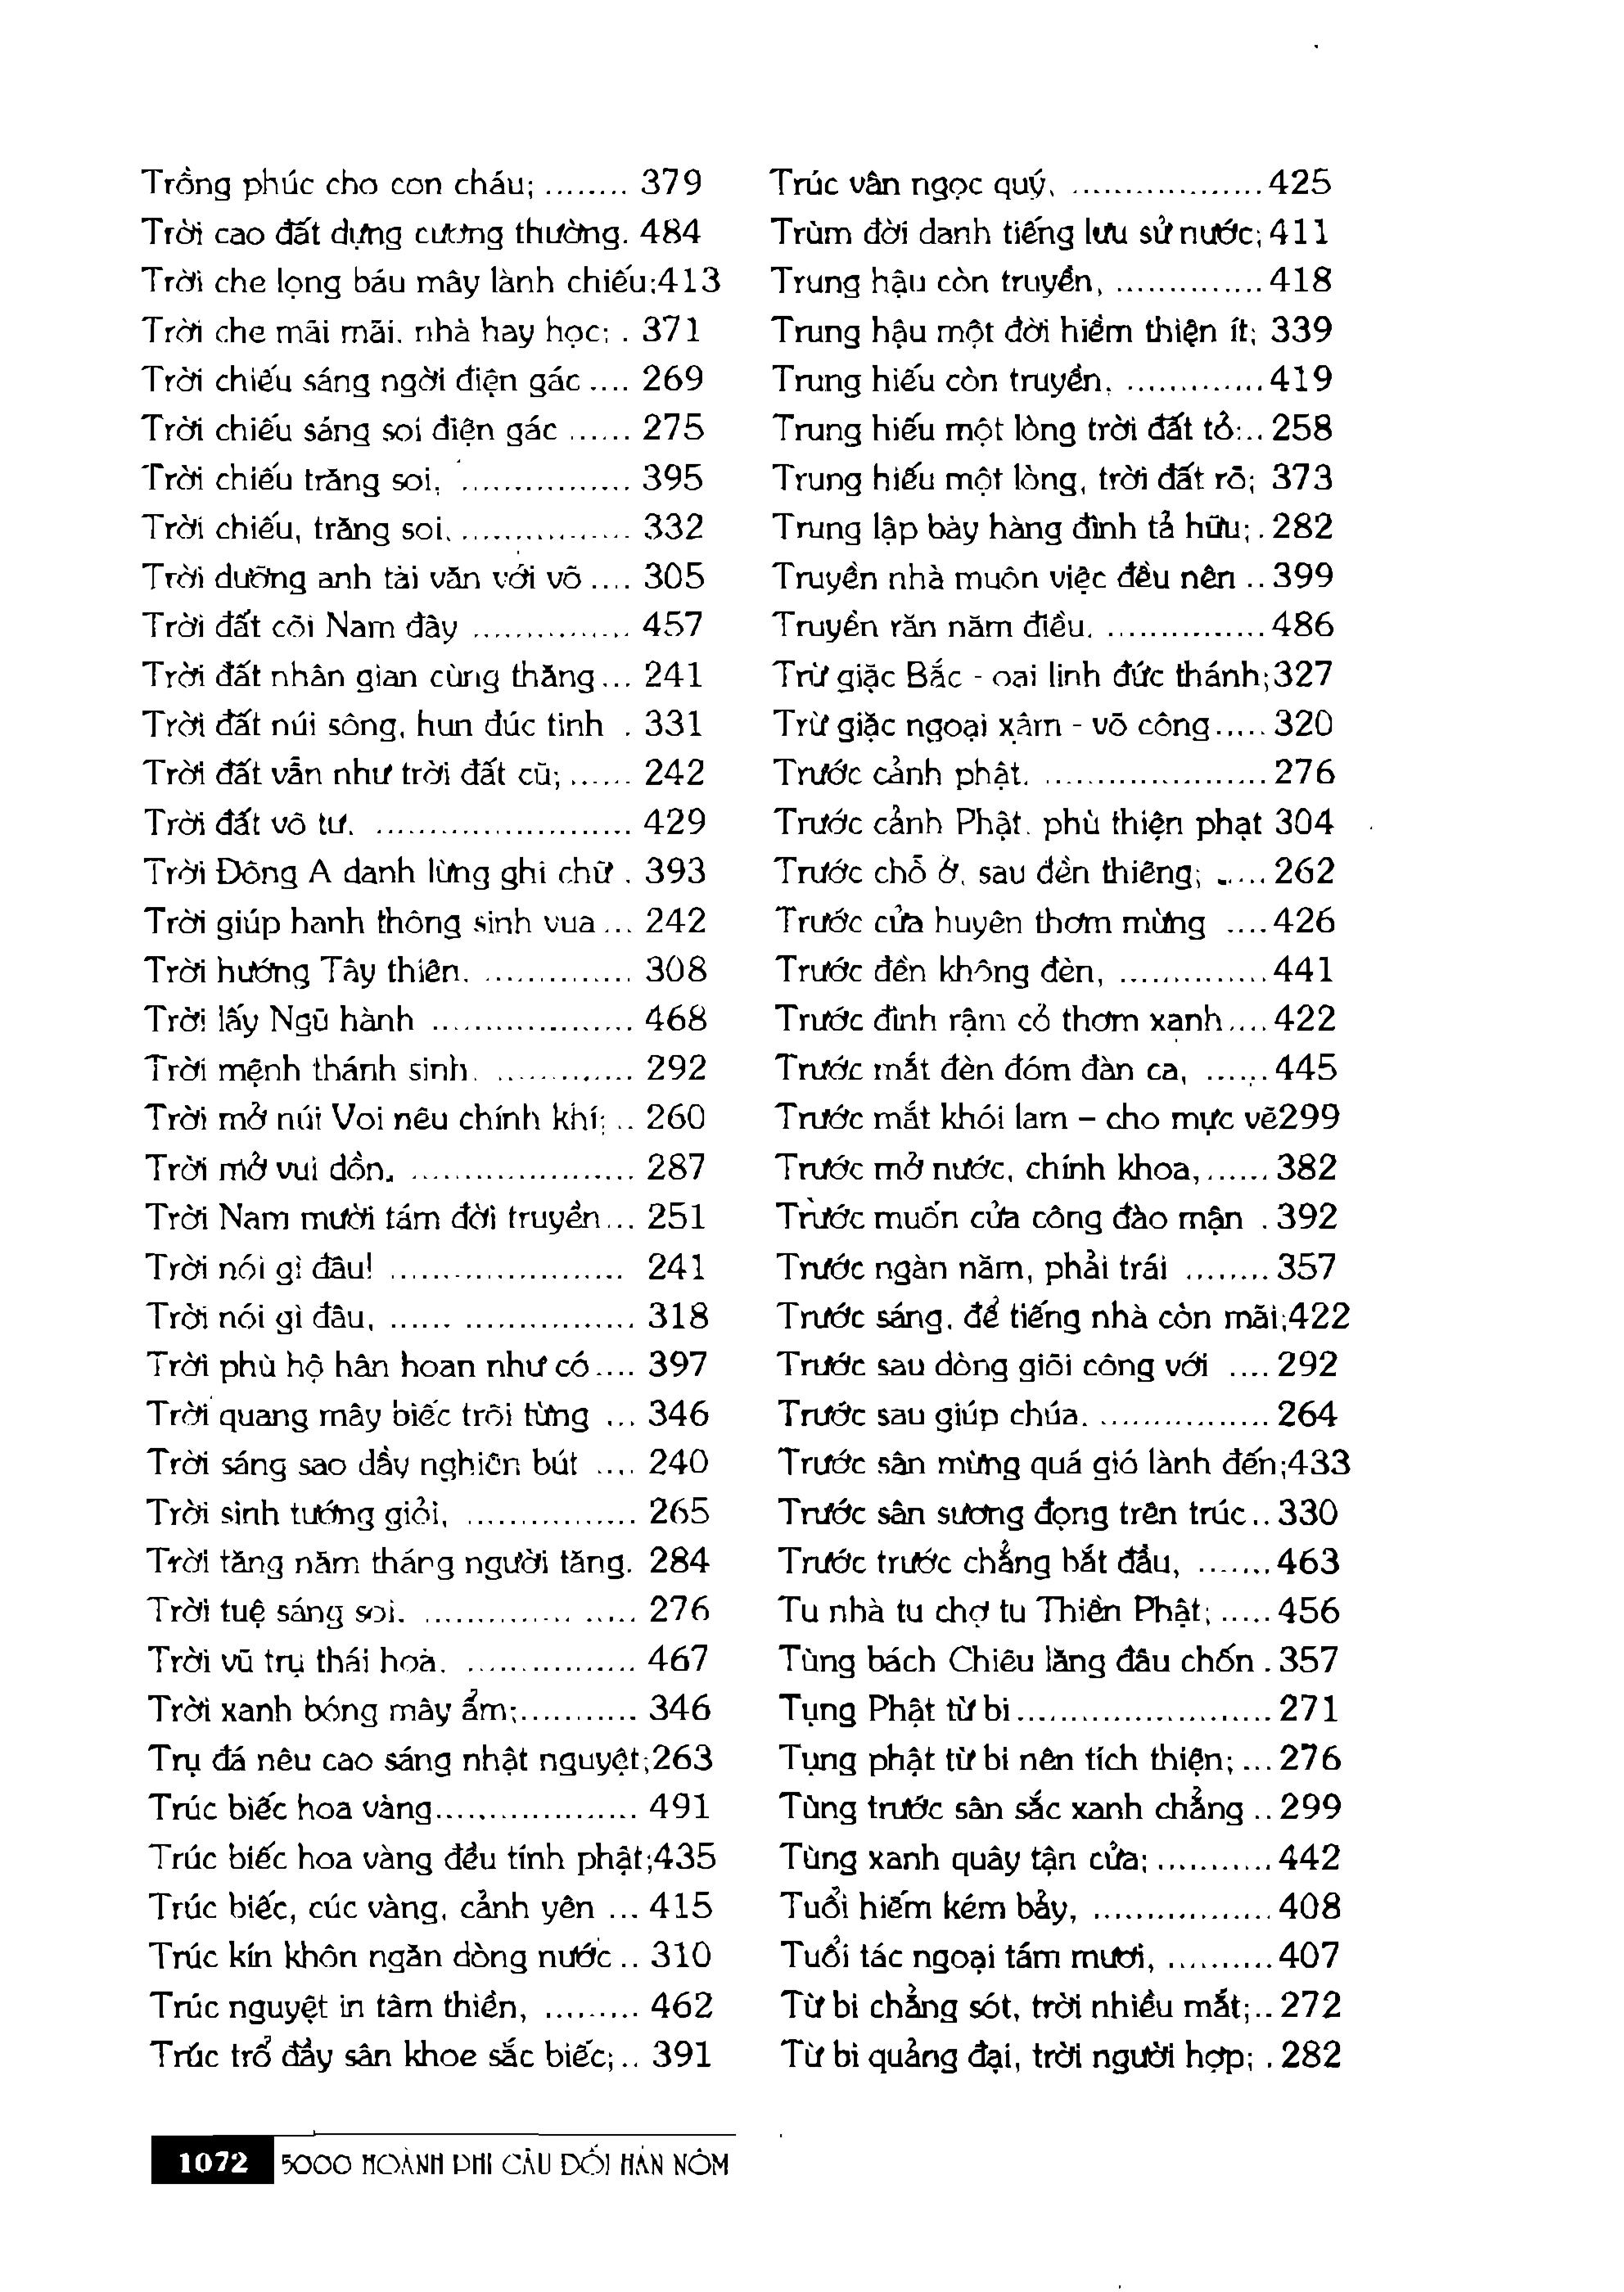 Trồng phúc cho con cháu; ........ 379
Trời cao đất dựng cương thường. 484
Trời che lọng báu mây lành chiếu;413
Trời che mãi mãi, nhà hay học; . 371
Trời chiếu sáng ngời điện gác .... 269
Trời chiếu sáng soi điện gác ...... 275
Trời chiếu trăng soi, ................. 395
Trời chiếu, trăng soi, ................. 332
Trời dưỡng anh tài văn với võ .... 305
Trời đất cõi Nam đây ............... 457
Trời đất nhân gian cùng thăng... 241
Trời đất núi sông, hun đúc tinh . 331
Trời đất vẫn như trời đất cũ; ...... 242
Trời đất vô tư, ........................ 429
Trời Đông A danh lừng ghi chữ . 393
Trời giúp hanh thông sinh vua ... 242
Trời hướng Tây thiên, .............. 308
Trời lấy Ngũ hành ................... 468
Trời mệnh thánh sinh, ............. 292
Trời mở núi Voi nêu chính khí; .. 260
Trời mở vui dồn, ..................... 287
Trời Nam mười tám đời truyền... 251
Trời nói gì đâu! ...................... 241
Trời nói gì đâu, ...... ................ 318
Trời phù hộ hân hoan như có.... 397
Trời quang mây biếc trôi từng ... 346
Trời sáng sao dầy nghiên bút .... 240
Trời sinh tướng giỏi, ................ 265
Trời tăng năm tháng người tăng. 284
Trời tuệ sáng soi, .............. ..... 276
Trời vũ trụ thái hoà, ................ 467
Trời xanh bóng mây ẩm;........... 346
Trụ đá nêu cao sáng nhật nguyệt;263
Trúc biếc hoa vàng................... 491
Trúc biếc hoa vàng đều tính phật;435
Trúc biếc, cúc vàng, cảnh yên ... 415
Trúc kín khôn ngăn dòng nước .. 310
Trúc nguyệt in tâm thiền, ......... 462
Trúc trổ đầy sân khoe sắc biếc; .. 391
Trúc vân ngọc quý, ..................425
Trùm đời danh tiếng lưu sử nước;411
Trung hậu còn truyền, ..............418
Trung hậu một đời hiềm thiện ít; 339
Trung hiếu còn truyền, .............419
Trung hiếu một lòng trời đất tỏ;.. 258
Trung hiếu một lòng, trời đất rõ; 373
Trung lập bày hàng đình tả hữu; . 282
Truyền nhà muôn việc đều nên .. 399
Truyền răn năm điều, ...............486
Trừ giặc Bắc - oai linh đức thánh;327
Trừ giặc ngoại xâm - võ công..... 320
Trước cảnh phật, ..................... 276
Trước cảnh Phật, phù thiện phạt 304
Trước chỗ ở, sau đền thiêng; ..... 262
Trước cửa huyên thơm mừng ....426
Trước đền không đèn, ..............441
Trước đình rậm cỏ thơm xanh....422
Trước mắt đèn đóm đàn ca, ......445
Trước mắt khói lam – cho mực vẽ299
Trước mở nước, chính khoa, ...... 382
Trước muốn cửa công đào mận . 392
Trước ngàn năm, phải trái ........ 357
Trước sáng, để tiếng nhà còn mãi;422
Trước sau dòng giõi công với .... 292
Trước sau giúp chúa, ................ 264
Trước sân mừng quá gió lành đến;433
Trước sân sương đọng trên trúc.. 330
Trước trước chẳng bắt đầu, .......463
Tu nhà tu chợ tu Thiền Phật; ..... 456
Tùng bách Chiêu lăng đâu chốn . 357
Tụng Phật từ bi......................... 271
Tụng phật từ bi nên tích thiện; ... 276
Tùng trước sân sắc xanh chẳng .. 299
Tùng xanh quây tận cửa; ........... 442
Tuổi hiếm kém bảy, ................. 408
Tuổi tác ngoại tám mươi, ..........407
Từ bi chẳng sót, trời nhiều mắt;.. 272
Từ bi quảng đại, trời người hợp; . 282
1072 5000 HOÀNH PHI CÂU ĐỐI HÁN NÔM